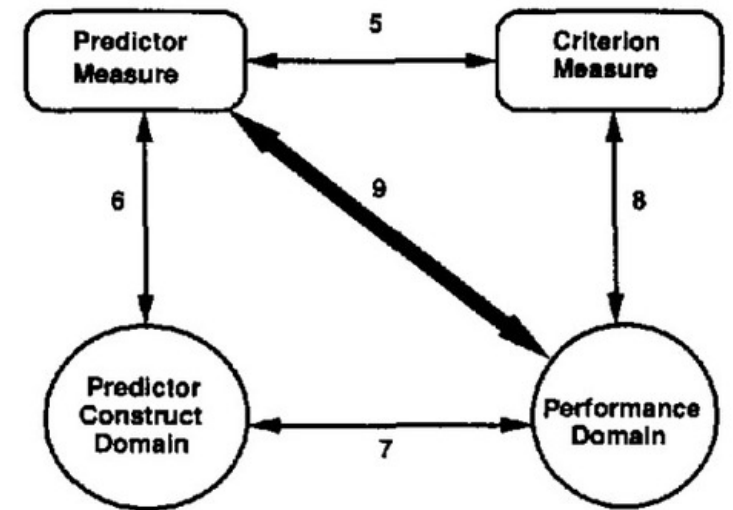 Predictor
Measure
5
Criterion
Measure
6
9
8
Predictor
Construct
Domain
7
Performance
Domain